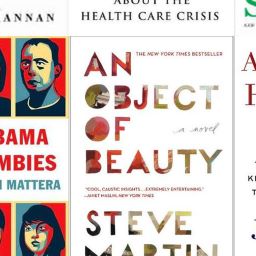 ANNAN
ABOUT THE
HEALTH CARE CRISIS
THE NEW YORK TIMES BESTSELLER
AN
OBJECT
OF
a novel
BEAUTY
"COOL, CAUSTIC INSIGHTS ... EXTREMELY ENTERTAINING."
—JANET MASLIN, NEW YORK TIMES
STEVE
MARTIN
BAMA
MBIES
MATTERA